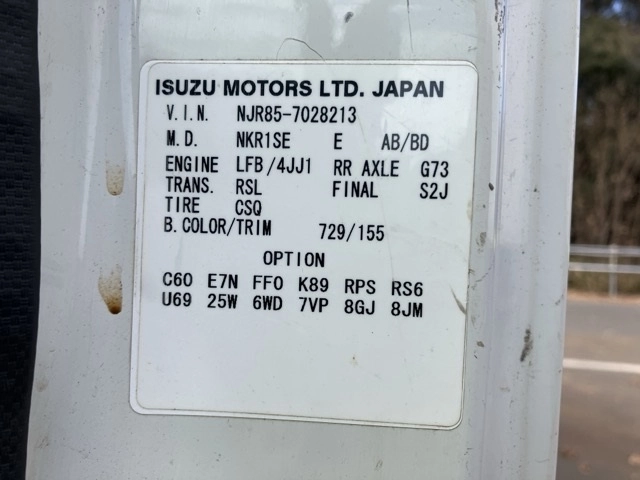 ISUZU MOTORS LTD. JAPAN
V.I.N. NJR85-7028213
M.D. NKR1SE E AB/BD
ENGINE LFB/4JJ1 RR AXLE G73
TRANS. RSL FINAL S2J
TIRE CSQ
B.COLOR/TRIM 729/155
OPTION
C60 E7N FF0 K89 RPS RS6
U69 25W 6WD 7VP 8GJ 8JM